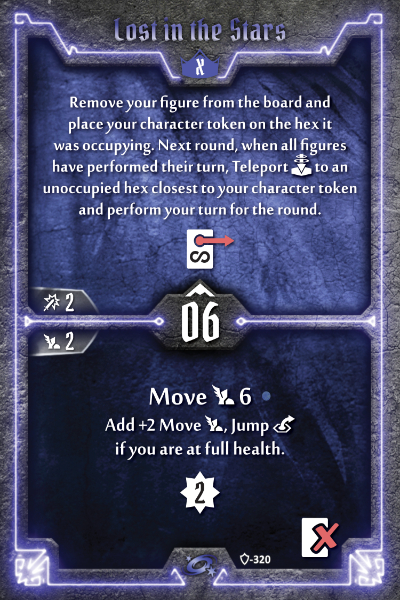 Lost in the Stars
א
Remove your figure from the board and
place your character token on the hex it
was occupying. Next round, when all figures
have performed their turn, Teleport to an
unoccupied hex closest to your character token
and perform your turn for the round.
2
06
2
Move 6
Add +2 Move, Jump
if you are at full health.
2
-320